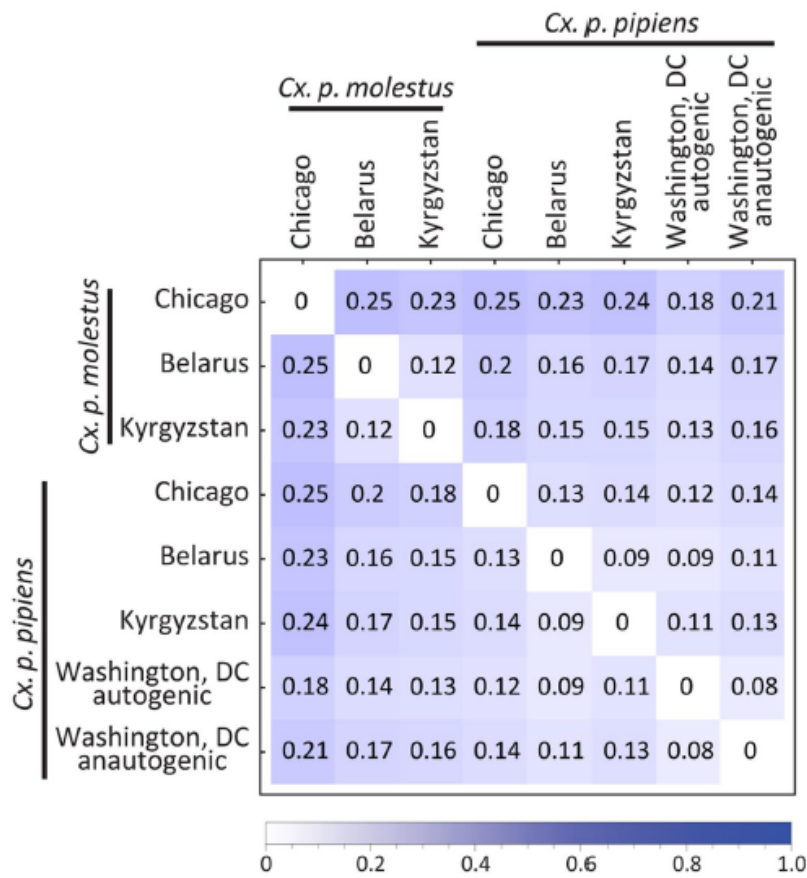 Cx. p. pipiens
Cx. p. molestus
Chicago
Belarus
Kyrgyzstan
Chicago
Belarus
Kyrgyzstan
Washington, DC
autogenic
Washington, DC
anautogenic
Cx. p. molestus
Cx. p. pipiens
Chicago 0 0.25 0.23 0.25 0.23 0.24 0.18 0.21
Belarus 0.25 0 0.12 0.2 0.16 0.17 0.14 0.17
Kyrgyzstan 0.23 0.12 0 0.18 0.15 0.15 0.13 0.16
Chicago 0.25 0.2 0.18 0 0.13 0.14 0.12 0.14
Belarus 0.23 0.16 0.15 0.13 0 0.09 0.09 0.11
Kyrgyzstan 0.24 0.17 0.15 0.14 0.09 0 0.11 0.13
Washington, DC
autogenic 0.18 0.14 0.13 0.12 0.09 0.11 0 0.08
Washington, DC
anautogenic 0.21 0.17 0.16 0.14 0.11 0.13 0.08 0
0 0.2 0.4 0.6 0.8 1.0